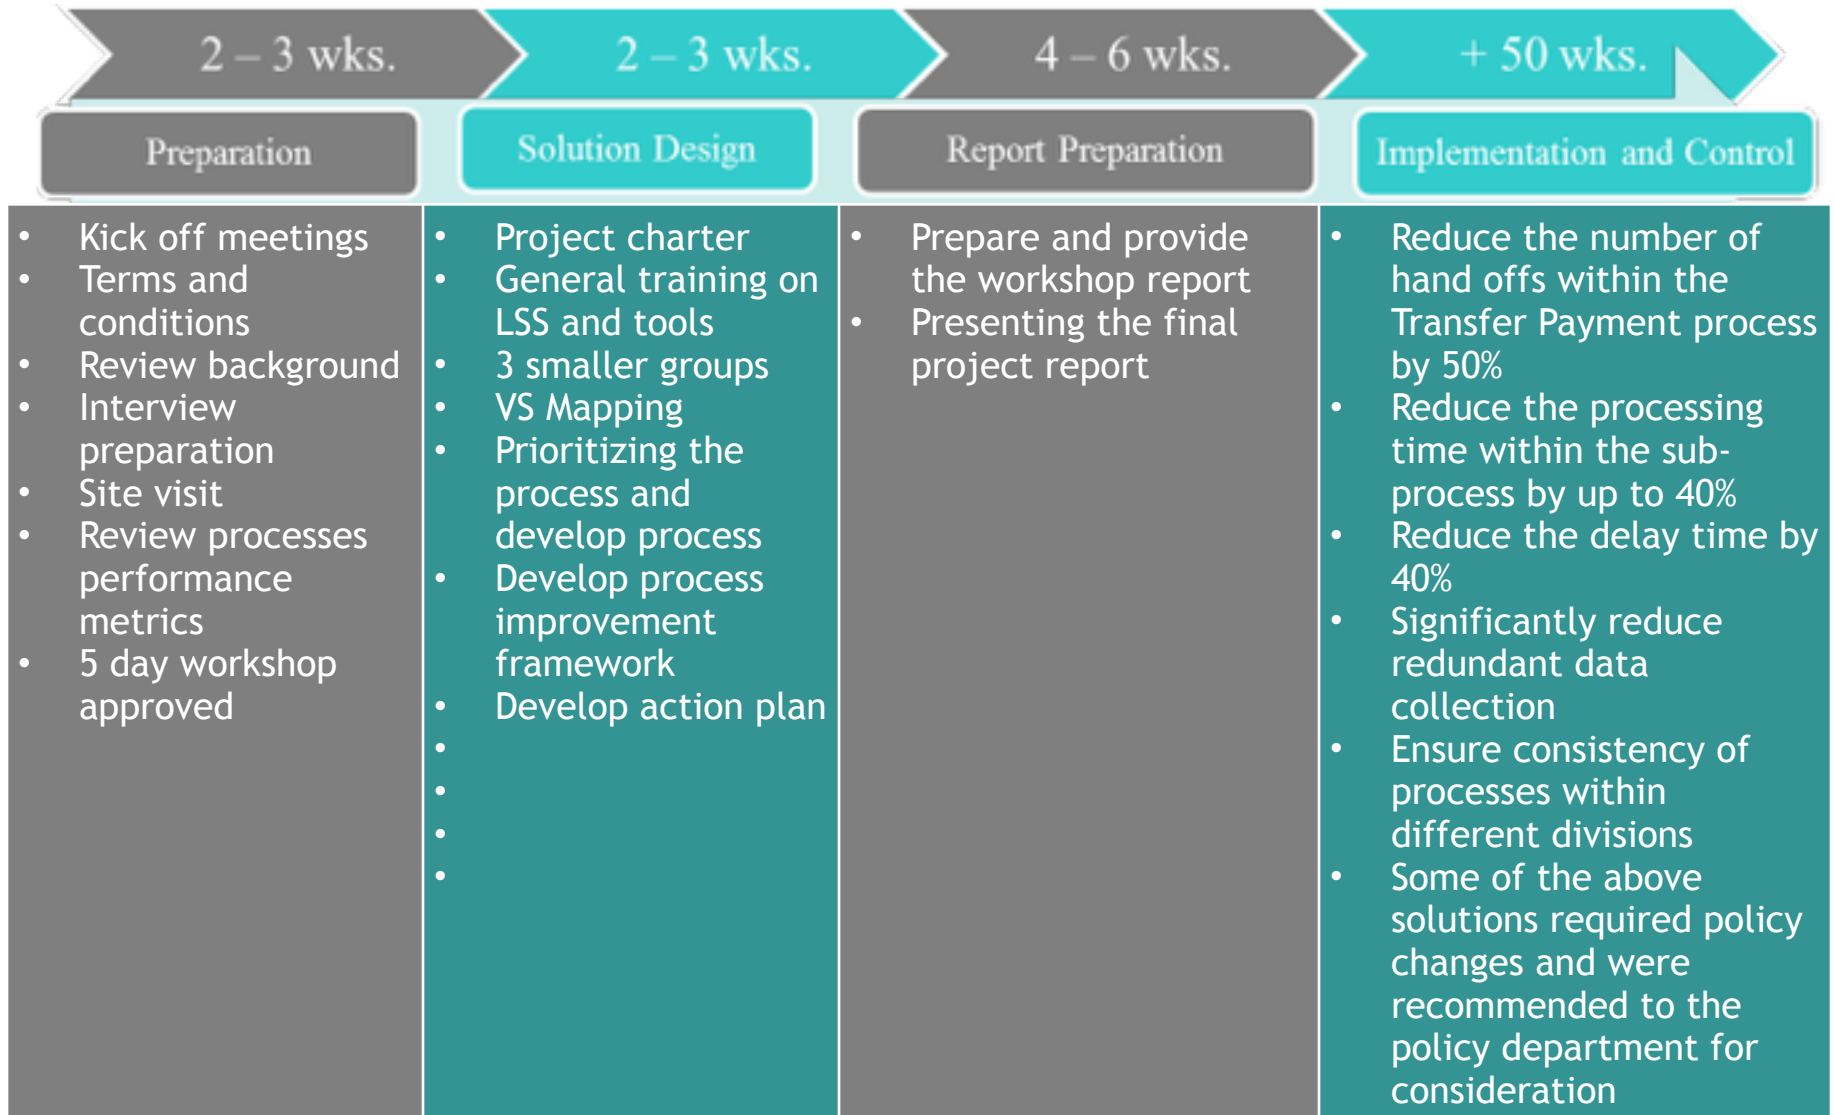 2 – 3 wks.
2 – 3 wks.
4 – 6 wks.
+ 50 wks.
Preparation
Solution Design
Report Preparation
Implementation and Control
• Kick off meetings
• Terms and
conditions
• Review background
• Interview
preparation
• Site visit
• Review processes
performance
metrics
• 5 day workshop
approved
• Project charter
• General training on
LSS and tools
• 3 smaller groups
• VS Mapping
• Prioritizing the
process and
develop process
• Develop process
improvement
framework
• Develop action plan
•
•
•
•
• Prepare and provide
the workshop report
• Presenting the final
project report
• Reduce the number of
hand offs within the
Transfer Payment process
by 50%
• Reduce the processing
time within the sub-
process by up to 40%
• Reduce the delay time by
40%
• Significantly reduce
redundant data
collection
• Ensure consistency of
processes within
different divisions
• Some of the above
solutions required policy
changes and were
recommended to the
policy department for
consideration